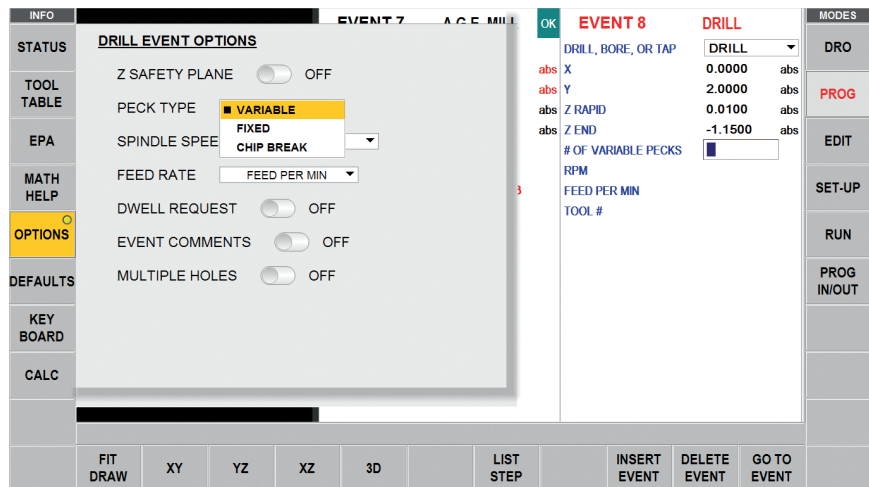 INFO
STATUS
TOOL
TABLE
EPA
MATH
HELP
OPTIONS
DEFAULTS
KEY
BOARD
CALC
DRILL EVENT OPTIONS
Z SAFETY PLANE OFF
PECK TYPE
VARIABLE
FIXED
CHIP BREAK
SPINDLE SPEE
FEED RATE FEED PER MIN
DWELL REQUEST OFF
EVENT COMMENTS OFF
MULTIPLE HOLES OFF
EVENT 7
abs
abs
abs
abs
OK
EVENT 8 DRILL
DRILL, BORE, OR TAP DRILL
X 0.0000 abs
Y 2.0000 abs
Z RAPID 0.0100 abs
Z END -1.1500 abs
# OF VARIABLE PECKS
RPM
FEED PER MIN
TOOL #
MODES
DRO
PROG
EDIT
SET-UP
RUN
PROG
IN/OUT
FIT
DRAW
XY
YZ
XZ
3D
LIST
STEP
INSERT
EVENT
DELETE
EVENT
GO TO
EVENT